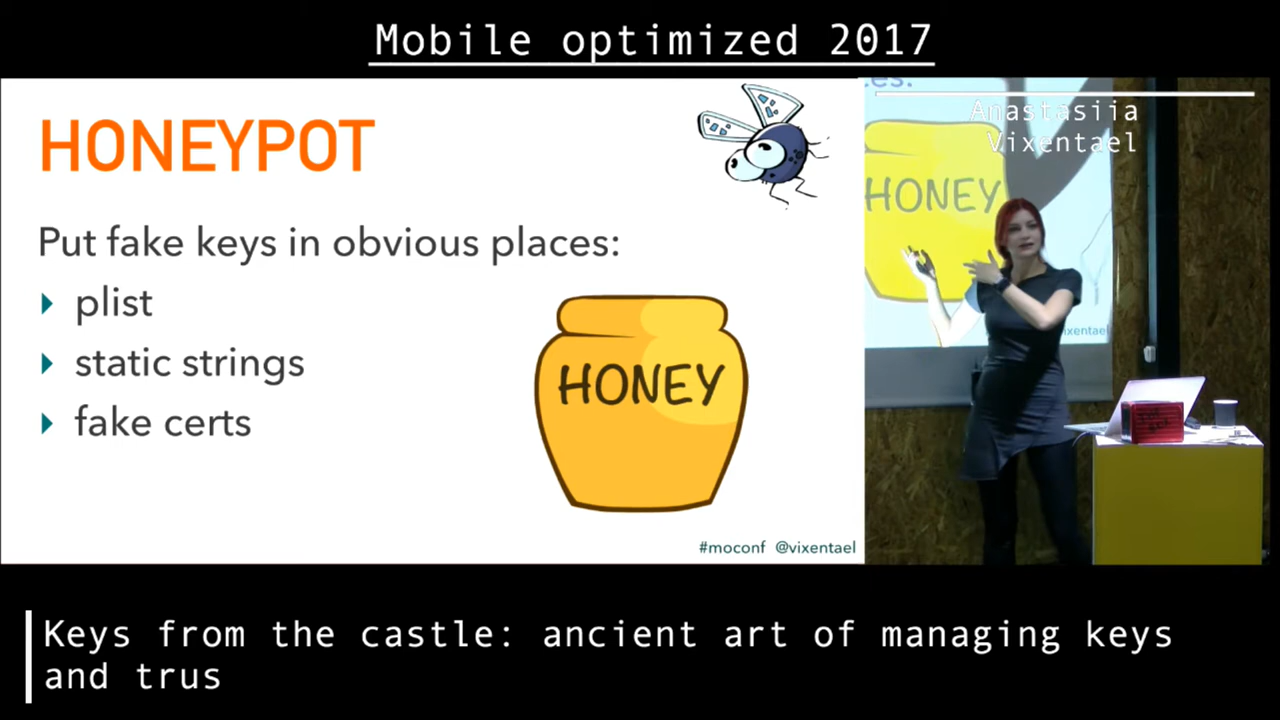 Mobile optimized 2017
HONEYPOT
Put fake keys in obvious places:
plist
static strings
fake certs
HONEY
#moconf @vixentael
Anastasiia
Vixentael
HONEY
Keys from the castle: ancient art of managing keys
and trus